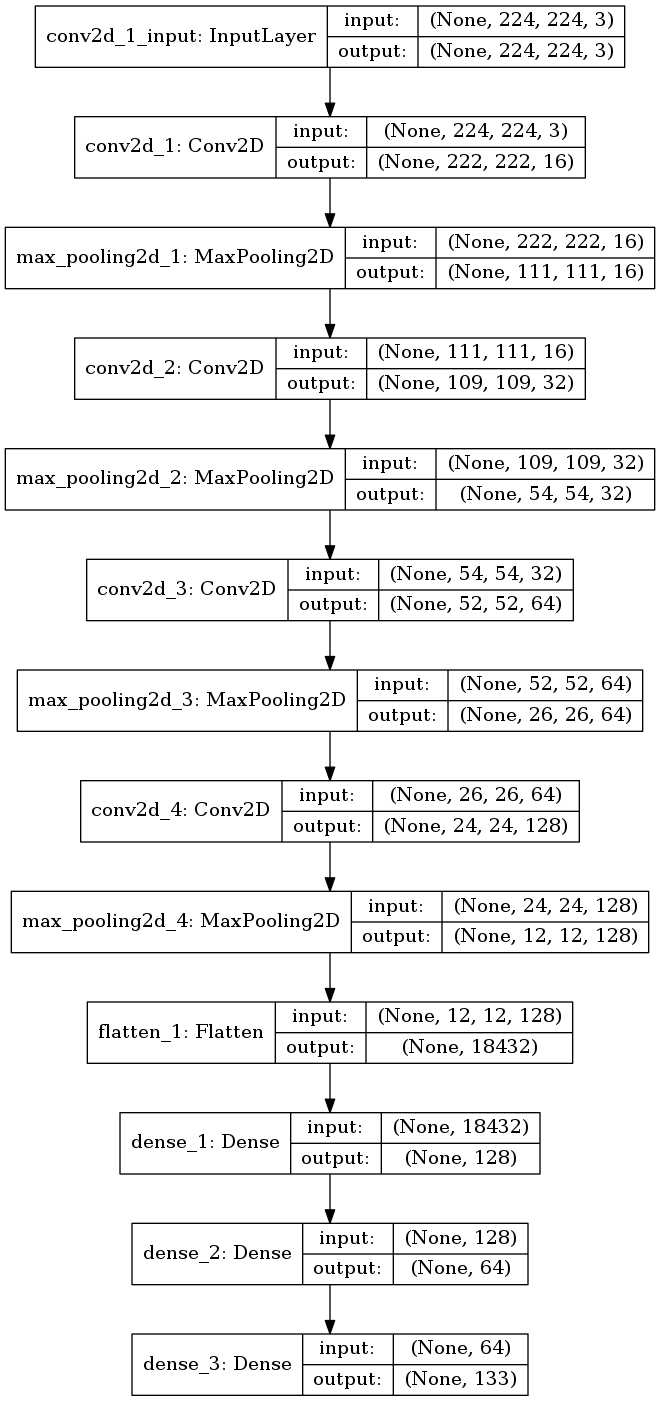 conv2d_1_input: InputLayer input: (None, 224, 224, 3)
output: (None, 224, 224, 3)
conv2d_1: Conv2D input: (None, 224, 224, 3)
output: (None, 222, 222, 16)
max_pooling2d_1: MaxPooling2D input: (None, 222, 222, 16)
output: (None, 111, 111, 16)
conv2d_2: Conv2D input: (None, 111, 111, 16)
output: (None, 109, 109, 32)
max_pooling2d_2: MaxPooling2D input: (None, 109, 109, 32)
output: (None, 54, 54, 32)
conv2d_3: Conv2D input: (None, 54, 54, 32)
output: (None, 52, 52, 64)
max_pooling2d_3: MaxPooling2D input: (None, 52, 52, 64)
output: (None, 26, 26, 64)
conv2d_4: Conv2D input: (None, 26, 26, 64)
output: (None, 24, 24, 128)
max_pooling2d_4: MaxPooling2D input: (None, 24, 24, 128)
output: (None, 12, 12, 128)
flatten_1: Flatten input: (None, 12, 12, 128)
output: (None, 18432)
dense_1: Dense input: (None, 18432)
output: (None, 128)
dense_2: Dense input: (None, 128)
output: (None, 64)
dense_3: Dense input: (None, 64)
output: (None, 133)